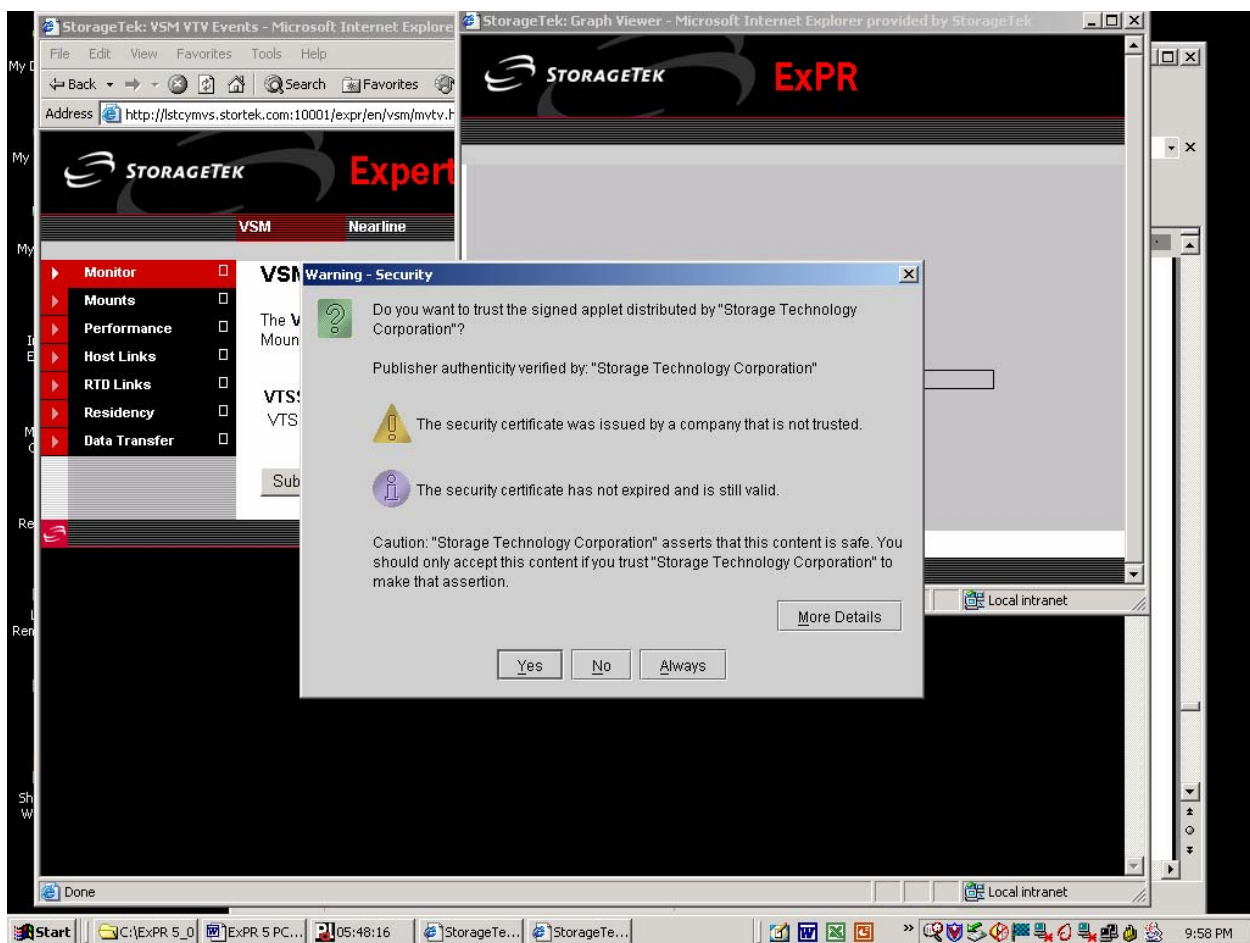 StorageTek: VSM VTV Events - Microsoft Internet Explore
File Edit View Favorites Tools Help
Back Search Favorites
Address http://lstcymvs.stortek.com:10001/expr/en/vsm/mvtv.h
STORAGETEK Expert
VSM Nearline
Monitor
Mounts
Performance
Host Links
RTD Links
Residency
Data Transfer
VSM
The V
Moun
VTS
Sub
StorageTek: Graph Viewer - Microsoft Internet Explorer provided by StorageTek
STORAGETEK ExPR
Warning - Security
Do you want to trust the signed applet distributed by "Storage Technology
Corporation"?
Publisher authenticity verified by: "Storage Technology Corporation"
The security certificate was issued by a company that is not trusted.
The security certificate has not expired and is still valid.
Caution: "Storage Technology Corporation" asserts that this content is safe. You
should only accept this content if you trust "Storage Technology Corporation" to
make that assertion.
More Details
Yes No Always
Local intranet
Done
Local intranet
My
My
Re
Ren
Sh
W
Start C:\ExPR 5_0 ExPR 5 PC... 05:48:16 StorageTe... StorageTe... 9:58 PM